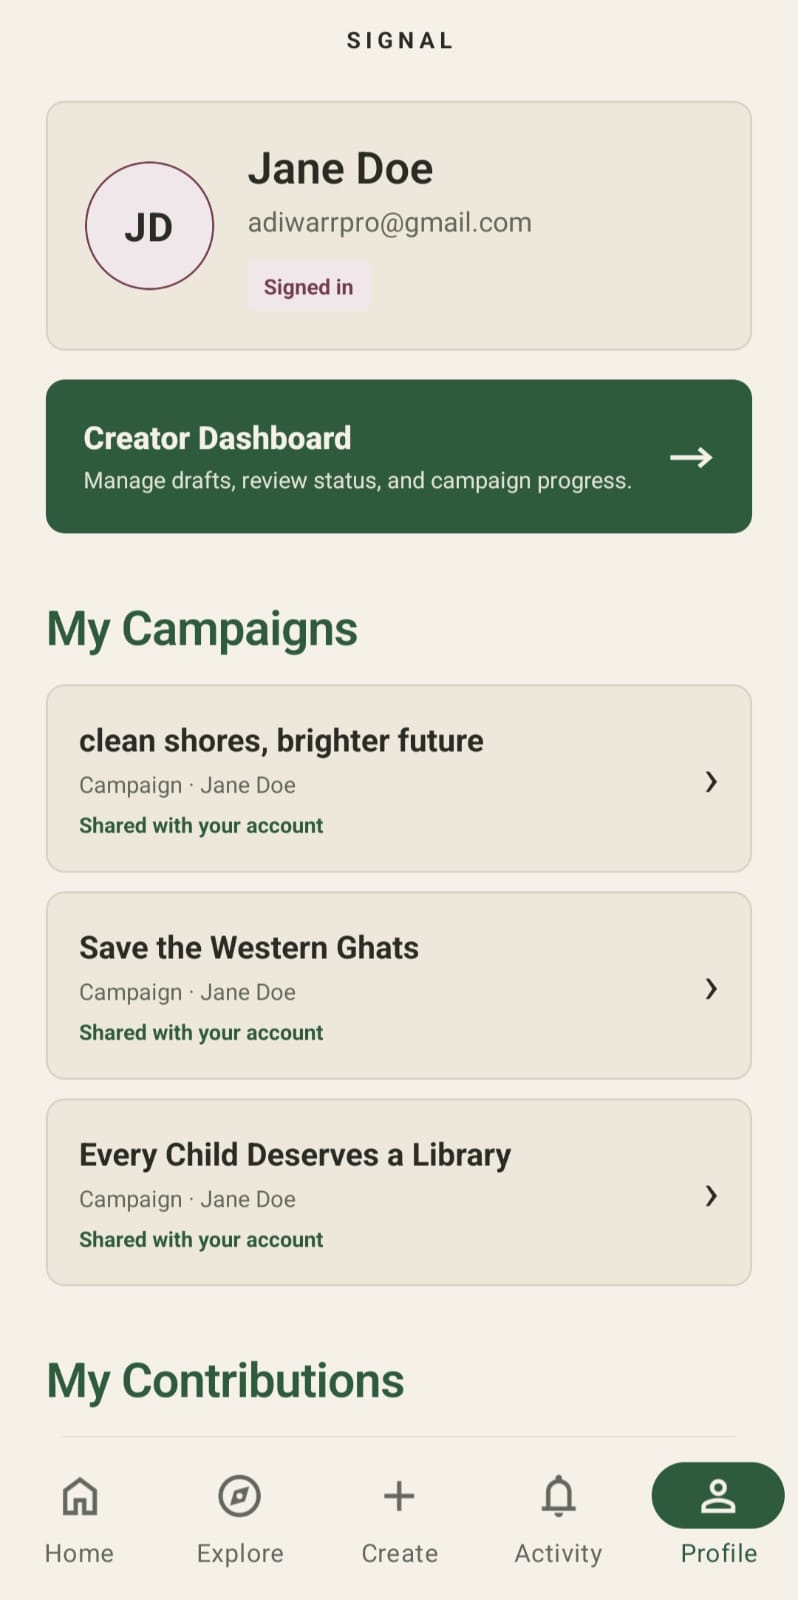 SIGNAL
JD
Jane Doe
adiwarrpro@gmail.com
Signed in
Creator Dashboard
Manage drafts, review status, and campaign progress.
My Campaigns
clean shores, brighter future
Campaign · Jane Doe
Shared with your account
Save the Western Ghats
Campaign · Jane Doe
Shared with your account
Every Child Deserves a Library
Campaign · Jane Doe
Shared with your account
My Contributions
Home Explore Create Activity Profile